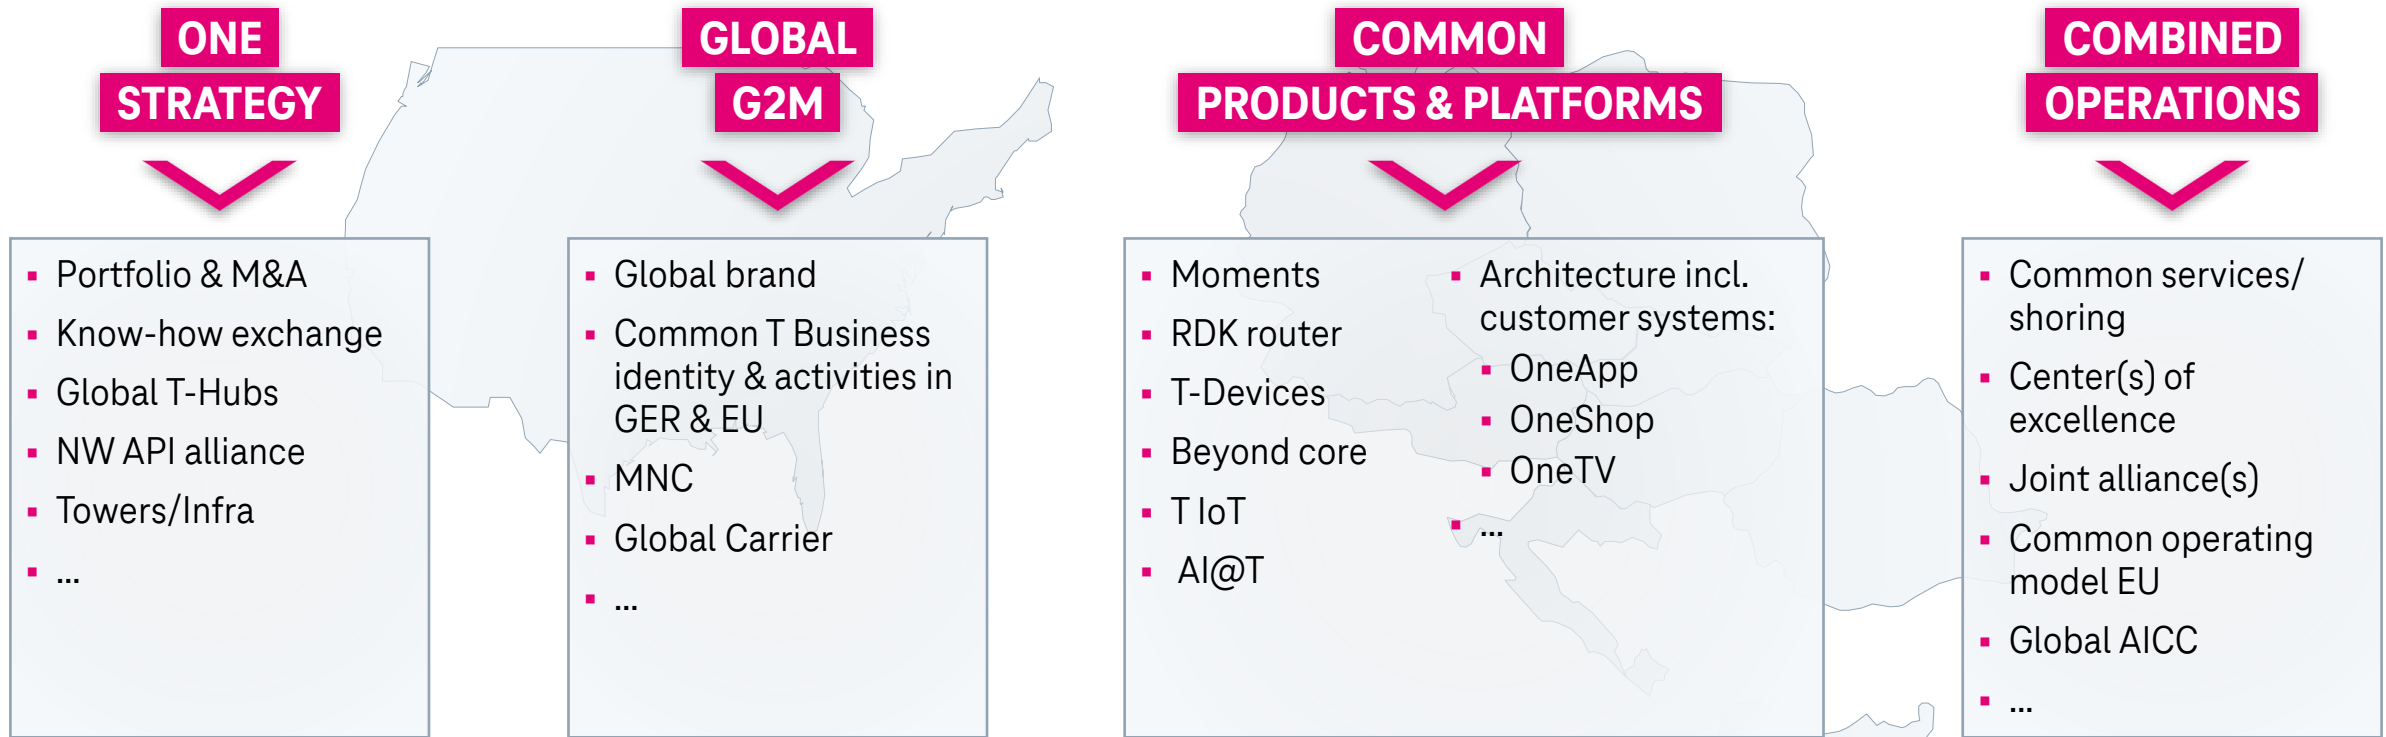 ONE
STRATEGY
▪ Portfolio & M&A
▪ Know-how exchange
▪ Global T-Hubs
▪ NW API alliance
▪ Towers/Infra
▪ ...
GLOBAL
G2M
▪ Global brand
▪ Common T Business
identity & activities in
GER & EU
▪ MNC
▪ Global Carrier
▪ ...
COMMON
PRODUCTS & PLATFORMS
▪ Moments
▪ RDK router
▪ T-Devices
▪ Beyond core
▪ T IoT
▪ AI@T
▪ Architecture incl.
customer systems:
▪ OneApp
▪ OneShop
▪ OneTV
▪ ...
COMBINED
OPERATIONS
▪ Common services/
shoring
▪ Center(s) of
excellence
▪ Joint alliance(s)
▪ Common operating
model EU
▪ Global AICC
▪ ...